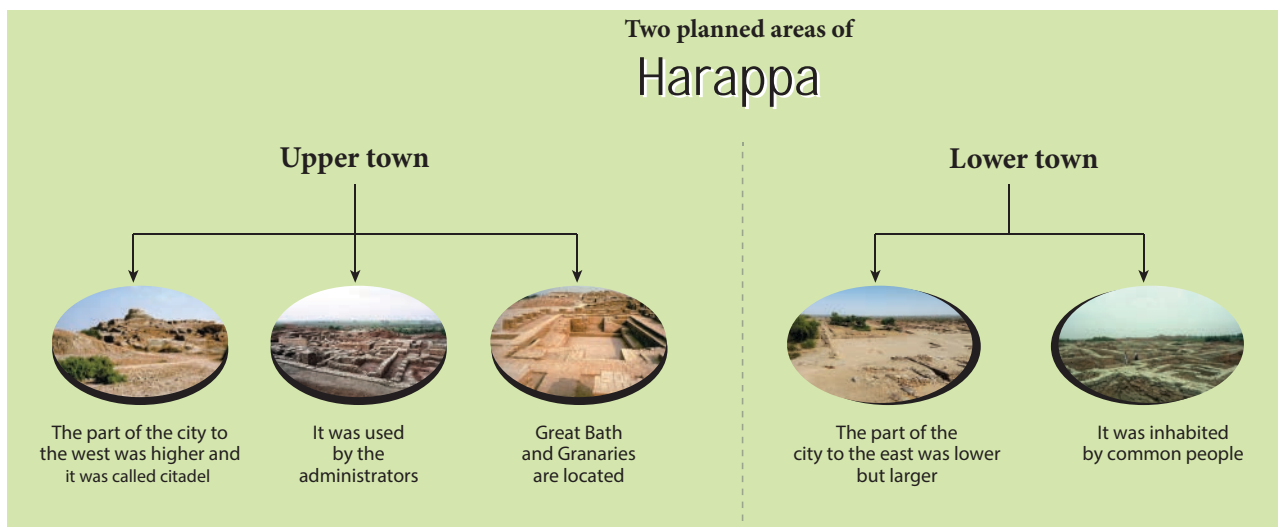 Two planned areas of
Harappa
Upper town
Lower town
The part of the city to
the west was higher and
it was called citadel
It was used
by the
administrators
Great Bath
and Granaries
are located
The part of the
city to the east was lower
but larger
It was inhabited
by common people